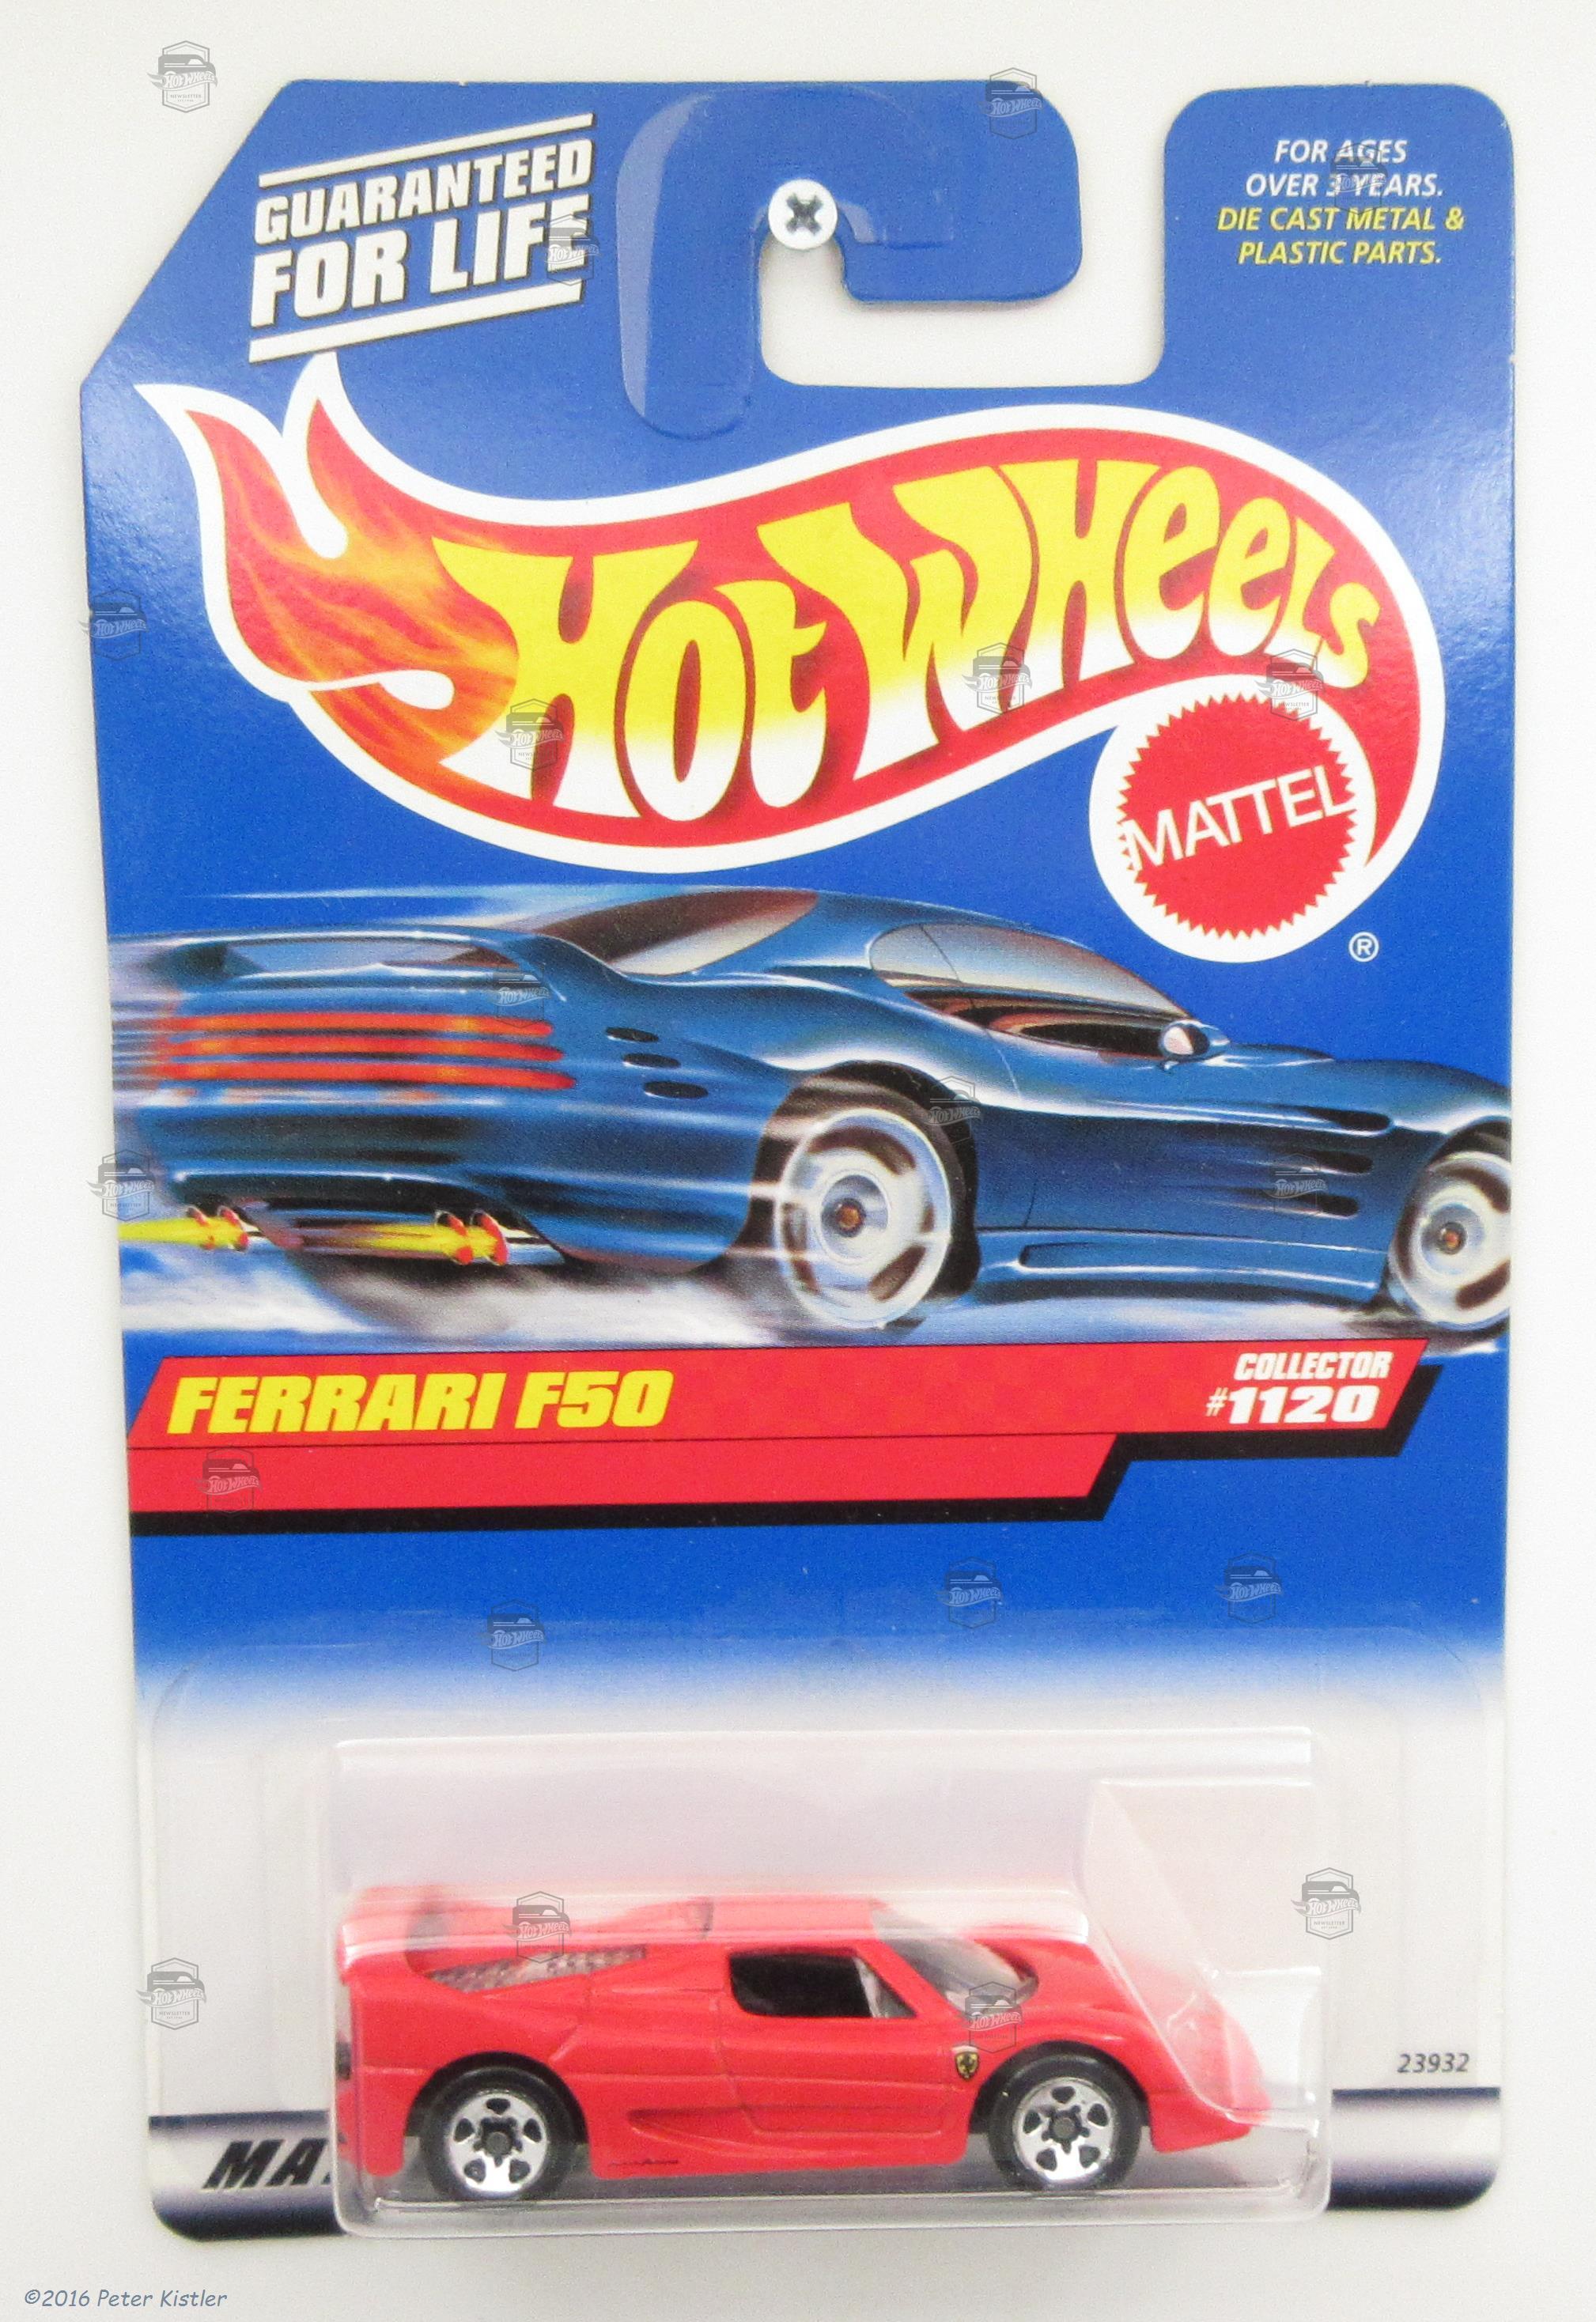 GUARANTEED
FOR LIFE
FOR AGES
OVER 3 YEARS.
DIE CAST METAL &
PLASTIC PARTS.
Hot Wheels
MATTEL
®
FERRARI F50
COLLECTOR
#1120
23932
MA
©2016 Peter Kistler